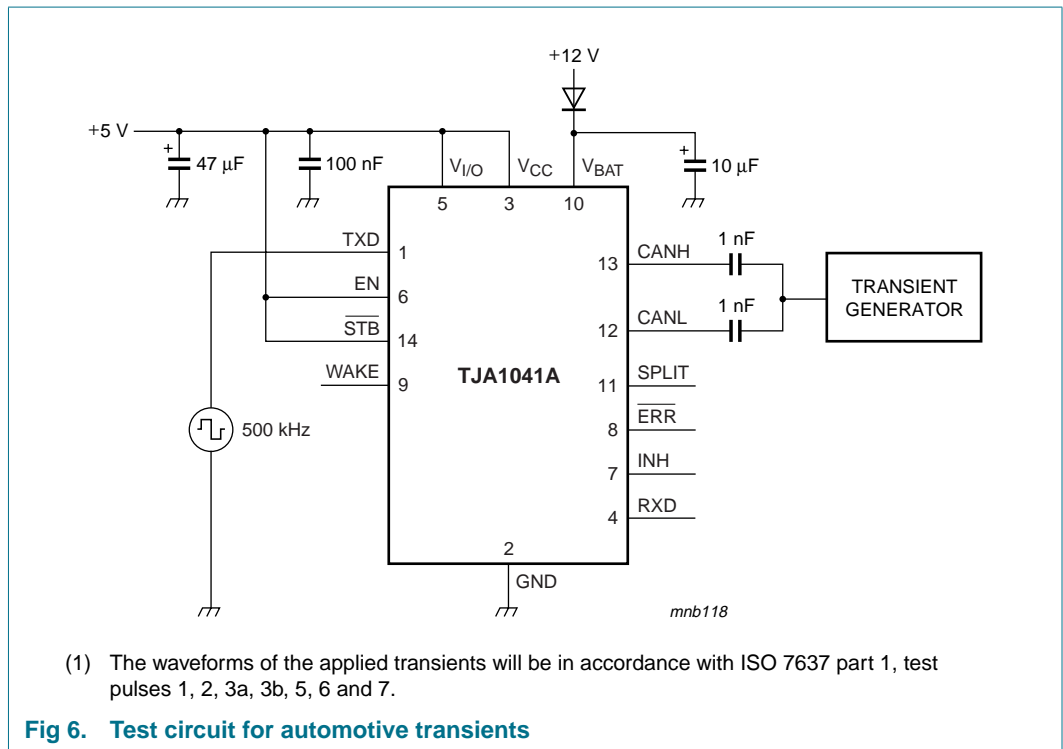 +12 V
+5 V
+ 47 μF
100 nF
V_I/O
V_CC
V_BAT
+ 10 μF
5
3
10
TXD
1
EN
6
STB
14
WAKE
9
TJA1041A
13
CANH
1 nF
12
CANL
1 nF
TRANSIENT
GENERATOR
11
SPLIT
8
ERR
7
INH
4
RXD
500 kHz
2
GND
mnb118
(1) The waveforms of the applied transients will be in accordance with ISO 7637 part 1, test
pulses 1, 2, 3a, 3b, 5, 6 and 7.
Fig 6. Test circuit for automotive transients